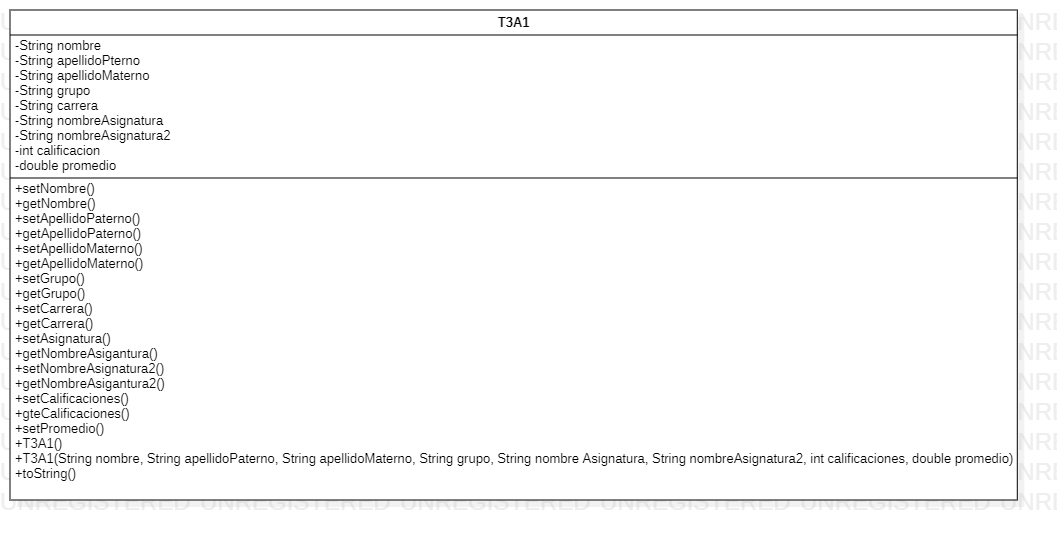 T3A1
-String nombre
-String apellidoPterno
-String apellidoMaterno
-String grupo
-String carrera
-String nombreAsignatura
-String nombreAsignatura2
-int calificacion
-double promedio
+setNombre()
+getNombre()
+setApellidoPaterno()
+getApellidoPaterno()
+setApellidoMaterno()
+getApellidoMaterno()
+setGrupo()
+getGrupo()
+setCarrera()
+getCarrera()
+setAsignatura()
+getNombreAsigantura()
+setNombreAsignatura2()
+getNombreAsigantura2()
+setCalificaciones()
+gteCalificaciones()
+setPromedio()
+T3A1()
+T3A1(String nombre, String apellidoPaterno, String apellidoMaterno, String grupo, String nombre Asignatura, String nombreAsignatura2, int calificaciones, double promedio)
+toString()
UNREGISTERED UNREGISTERED UNREGISTERED UNREGISTERED UNREGISTERED UNRE